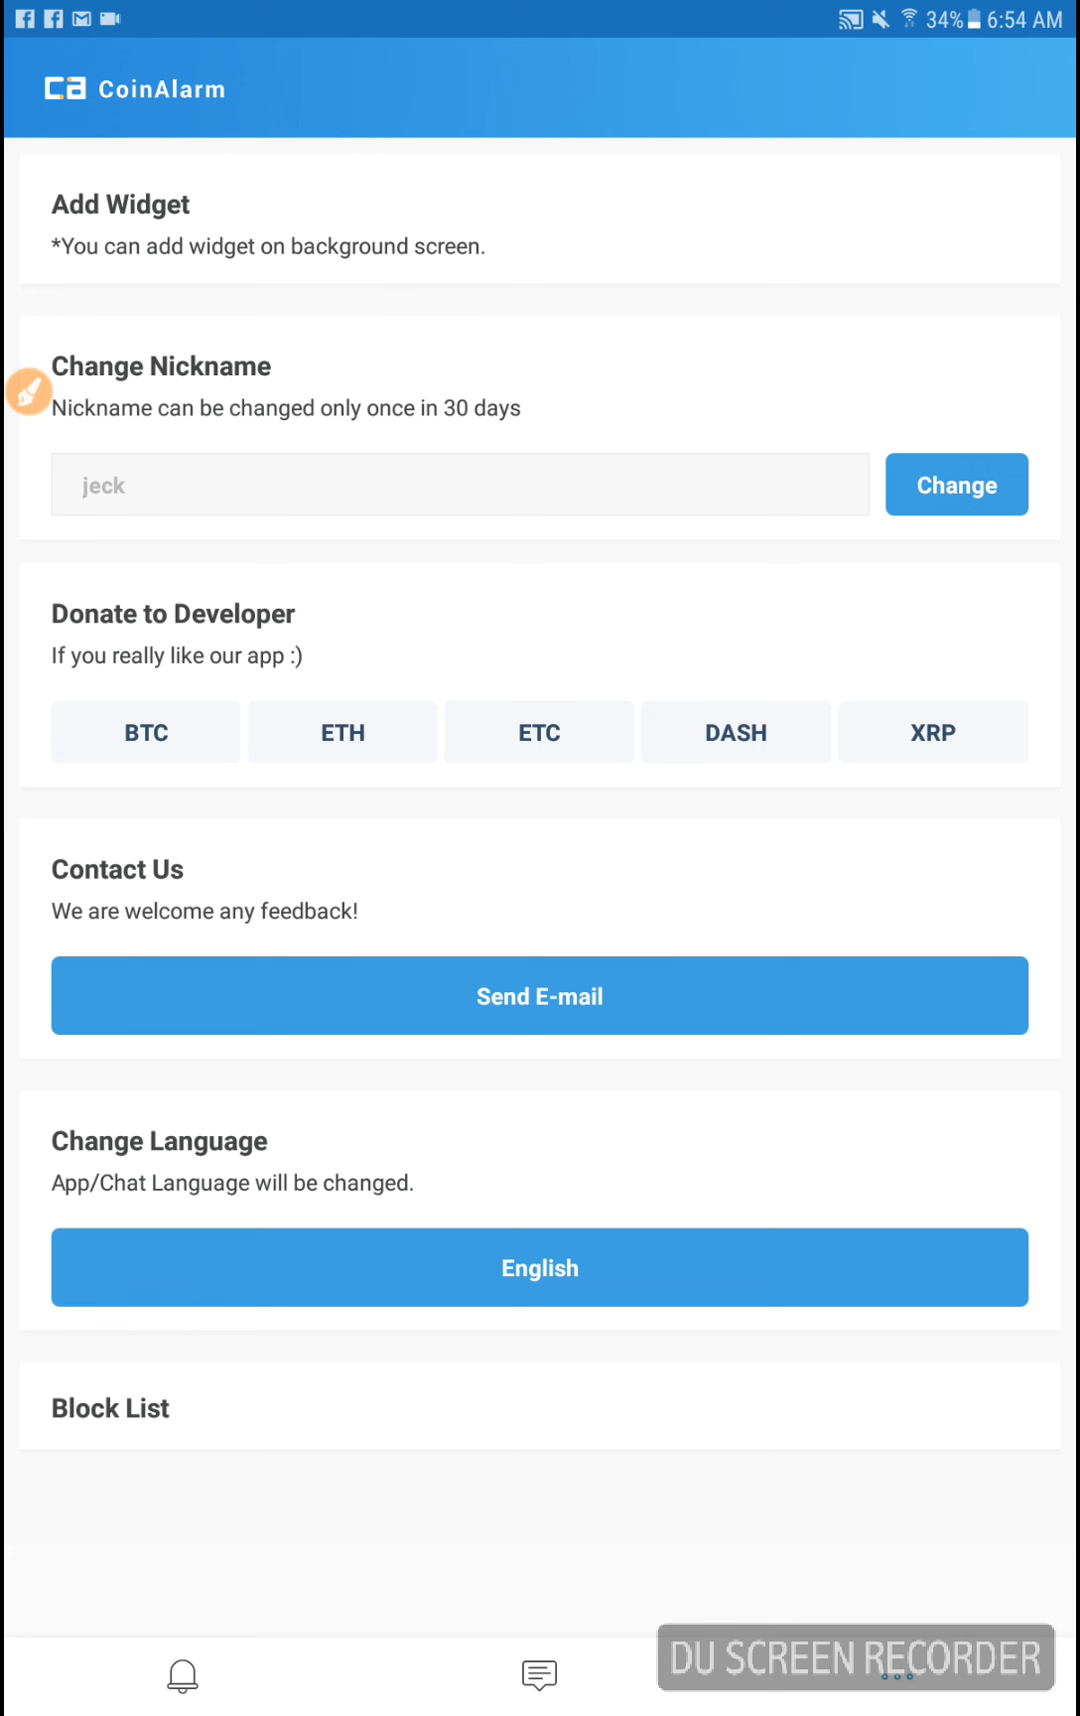 34% 6:54 AM
ca CoinAlarm
Add Widget
*You can add widget on background screen.
Change Nickname
Nickname can be changed only once in 30 days
jeck
Change
Donate to Developer
If you really like our app :)
BTC ETH ETC DASH XRP
Contact Us
We are welcome any feedback!
Send E-mail
Change Language
App/Chat Language will be changed.
English
Block List
DU SCREEN RECORDER